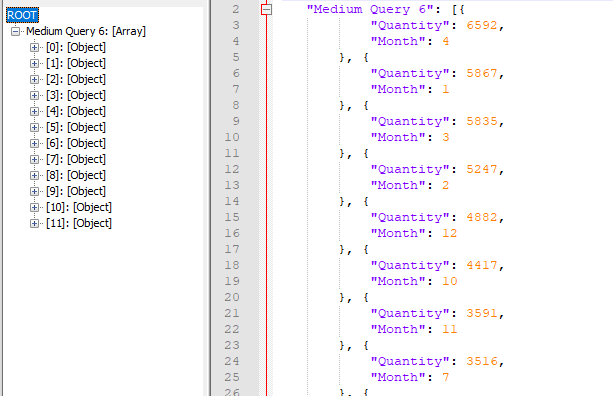 ROOT
Medium Query 6: [Array]
[0]: [Object]
[1]: [Object]
[2]: [Object]
[3]: [Object]
[4]: [Object]
[5]: [Object]
[6]: [Object]
[7]: [Object]
[8]: [Object]
[9]: [Object]
[10]: [Object]
[11]: [Object]
2 "Medium Query 6": [{
3 "Quantity": 6592,
4 "Month": 4
5 }, {
6 "Quantity": 5867,
7 "Month": 1
8 }, {
9 "Quantity": 5835,
10 "Month": 3
11 }, {
12 "Quantity": 5247,
13 "Month": 2
14 }, {
15 "Quantity": 4882,
16 "Month": 12
17 }, {
18 "Quantity": 4417,
19 "Month": 10
20 }, {
21 "Quantity": 3591,
22 "Month": 11
23 }, {
24 "Quantity": 3516,
25 "Month": 7
26 }, {